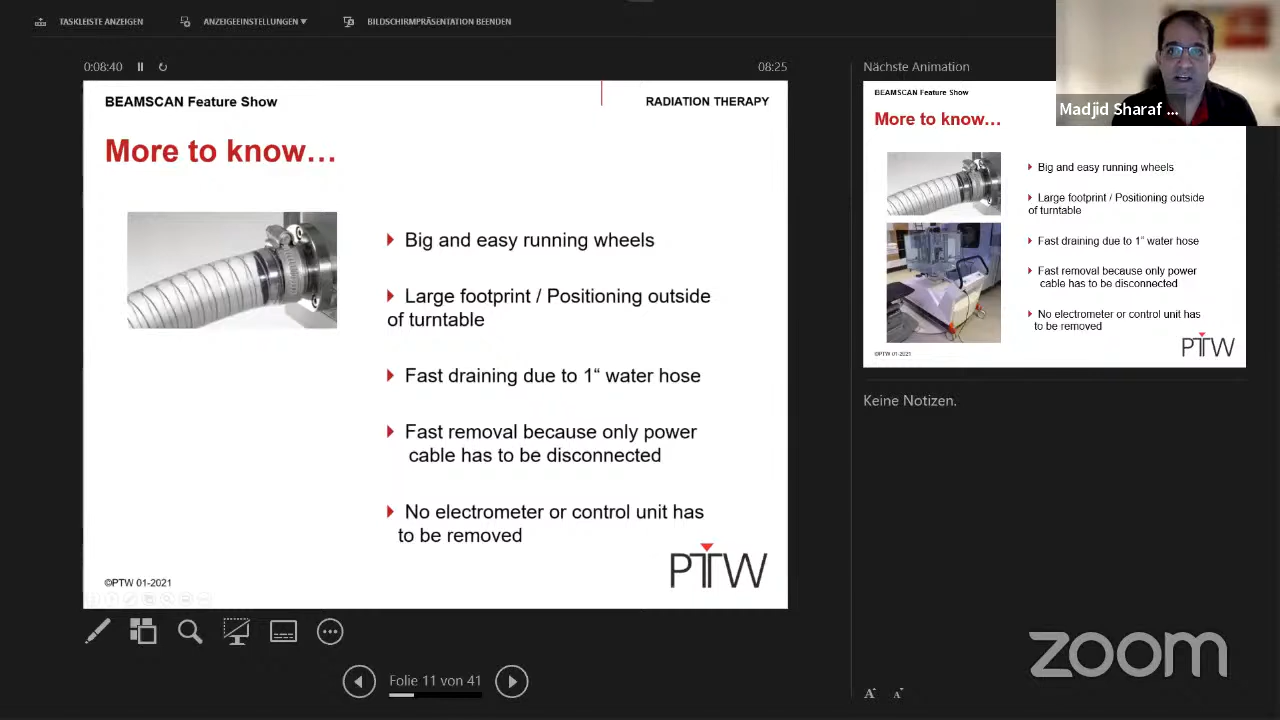 TASKLEISTE ANZEIGEN
ANZEIGEEINSTELLUNGEN ▾
BILDSCHIRMPRÄSENTATION BEENDEN
0:08:40
08:25
BEAMSCAN Feature Show
RADIATION THERAPY
More to know…
Big and easy running wheels
Large footprint / Positioning outside
of turntable
Fast draining due to 1“ water hose
Fast removal because only power
cable has to be disconnected
No electrometer or control unit has
to be removed
©PTW 01-2021
PTW
Folie 11 von 41
Nächste Animation
BEAMSCAN Feature Show
More to know…
Big and easy running wheels
Large footprint / Positioning outside
of turntable
Fast draining due to 1“ water hose
Fast removal because only power
cable has to be disconnected
No electrometer or control unit has
to be removed
©PTW 01-2021
PTW
Keine Notizen.
A A
Madjid Sharaf ...
zoom